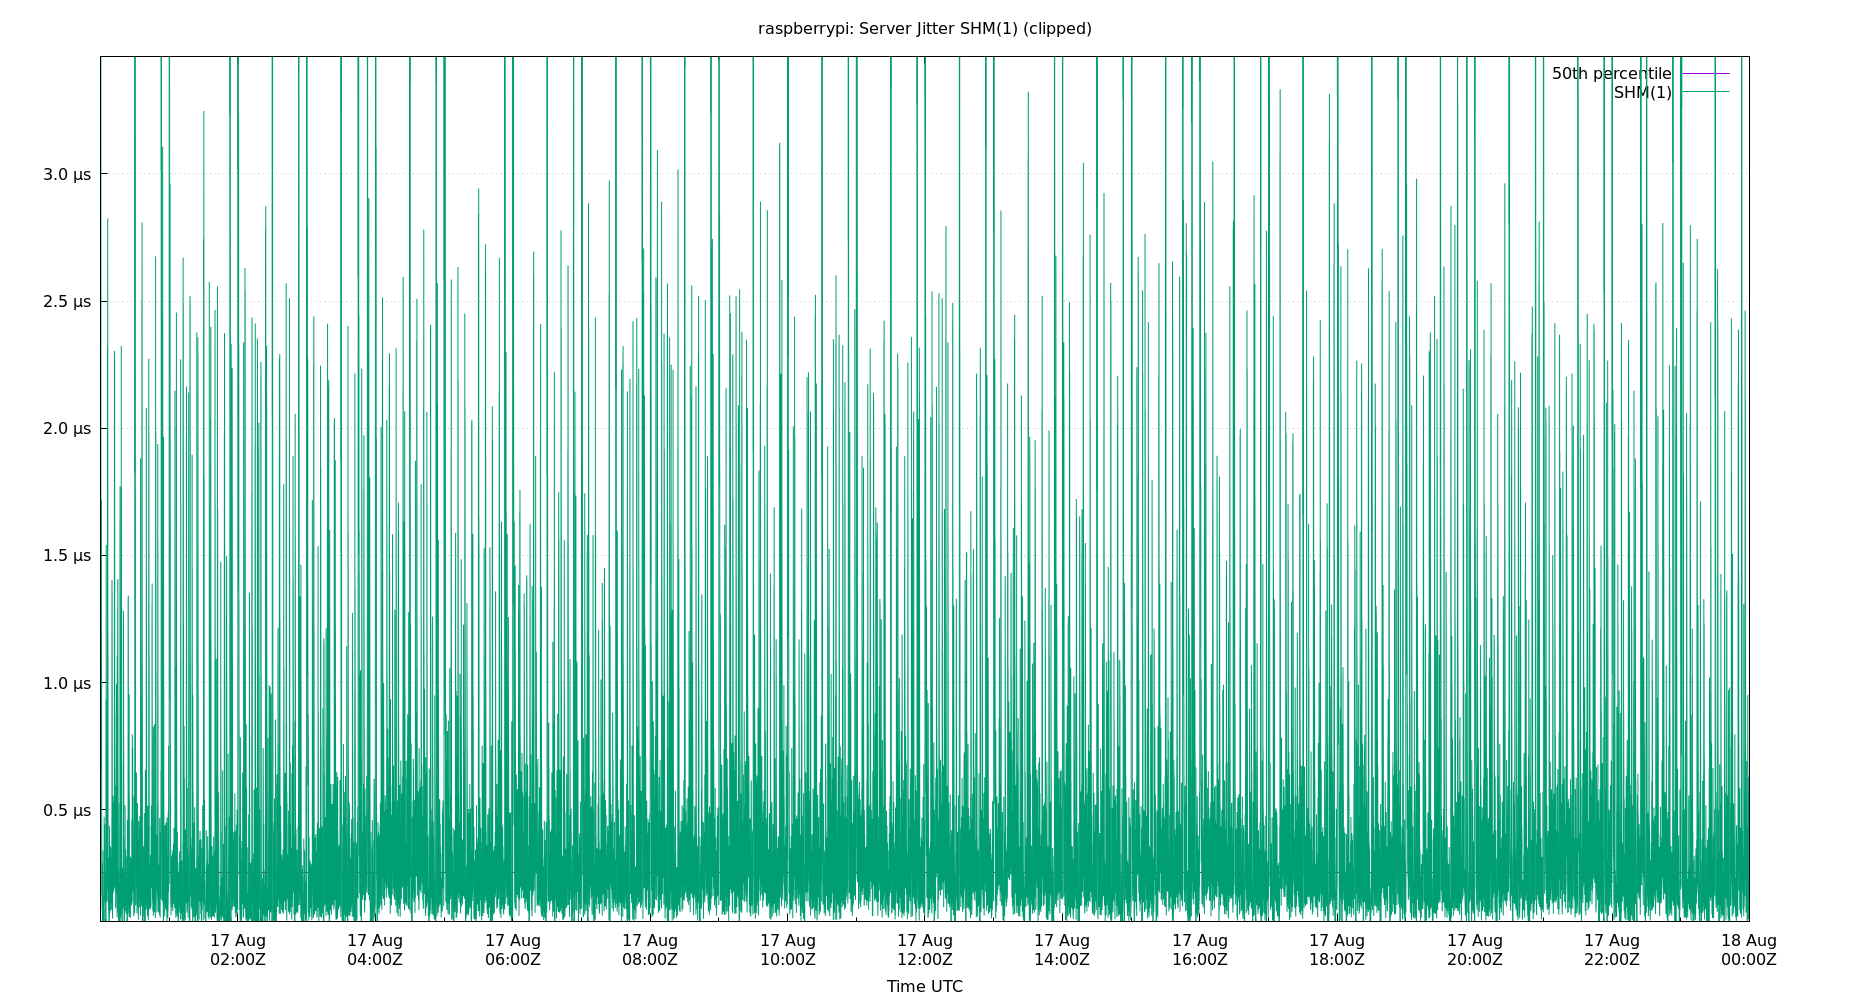 raspberrypi: Server Jitter SHM(1) (clipped)
50th percentile
SHM(1)
3.0 µs
2.5 µs
2.0 µs
1.5 µs
1.0 µs
0.5 µs
17 Aug 17 Aug 17 Aug 17 Aug 17 Aug 17 Aug 17 Aug 17 Aug 17 Aug 17 Aug 17 Aug 18 Aug
02:00Z 04:00Z 06:00Z 08:00Z 10:00Z 12:00Z 14:00Z 16:00Z 18:00Z 20:00Z 22:00Z 00:00Z
Time UTC